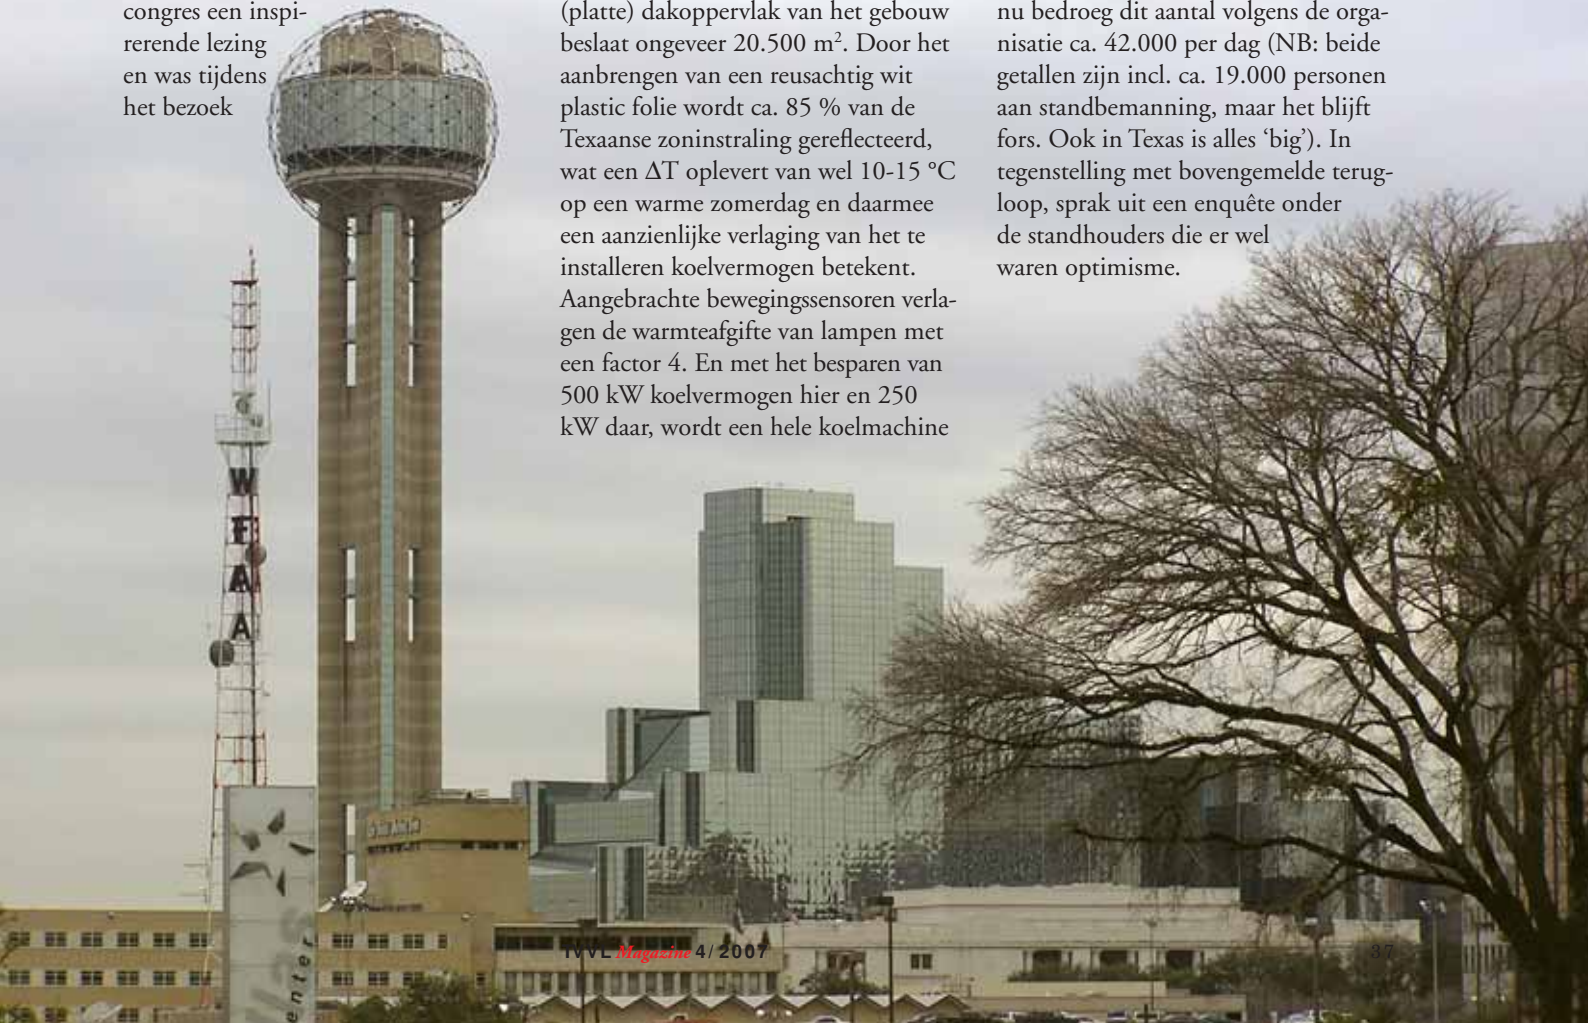 congres een inspi-
rerende lezing
en was tijdens
het bezoek
(platte) dakoppervlak van het gebouw
beslaat ongeveer 20.500 m².  Door het
aanbrengen van een reusachtig wit
plastic folie wordt ca. 85 % van de
Texaanse zoninstraling gereflecteerd,
wat een ΔT oplevert van wel 10-15 °C
op een warme zomerdag en daarmee
een aanzienlijke verlaging van het te
installeren koelvermogen betekent.
Aangebrachte bewegingssensoren verla-
gen de warmteafgifte van lampen met
een factor 4. En met het besparen van
500 kW koelvermogen hier en 250
kW daar, wordt een hele koelmachine
nu bedroeg dit aantal volgens de orga-
nisatie ca. 42.000 per dag (NB: beide
getallen zijn incl. ca. 19.000 personen
aan standbemanning, maar het blijft
fors. Ook in Texas is alles ‘big’). In
tegenstelling met bovengemelde terug-
loop, sprak uit een enquête onder
de standhouders die er wel
waren optimisme.
WFAA
TVVL Magazine 4/2007
37